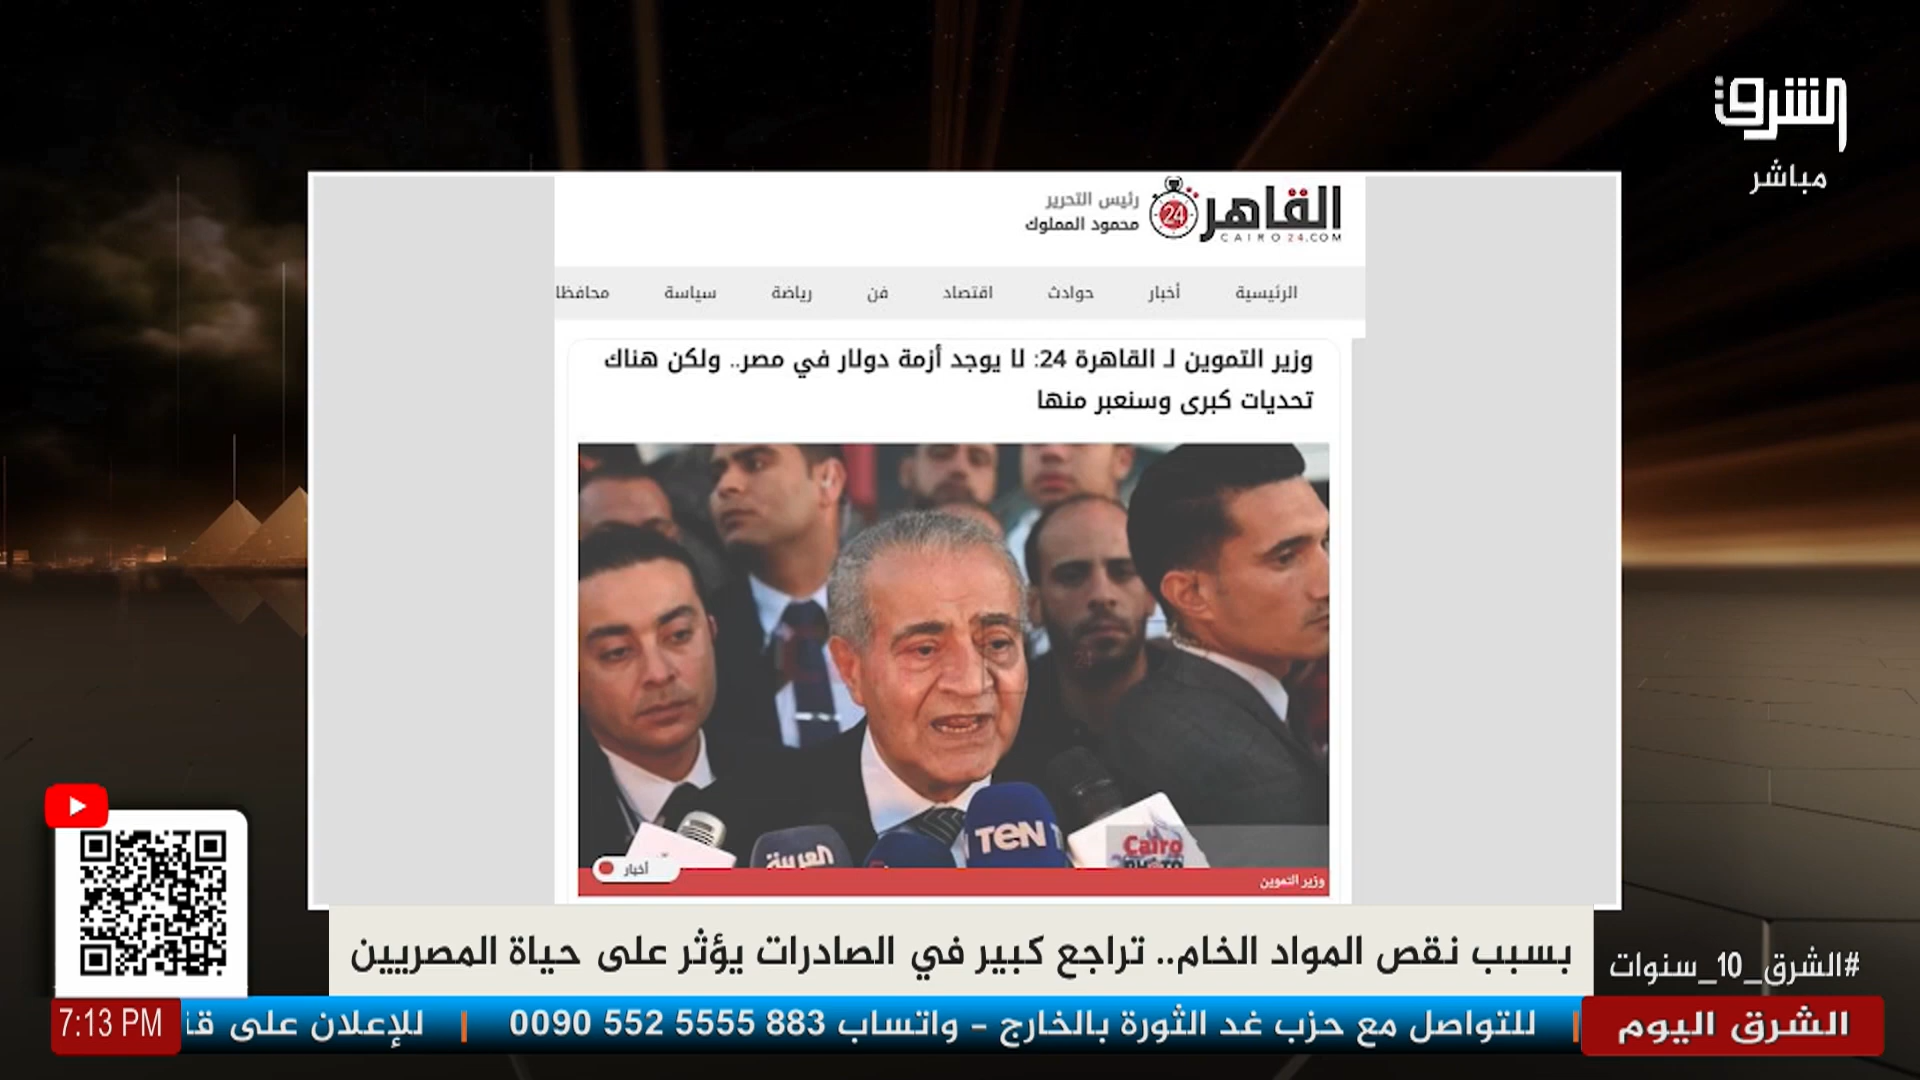 الشرق
مباشر
القاهرة 24
CAIRO24.COM
رئيس التحرير
محمود المملوك
الرئيسية أخبار حوادث اقتصاد فن رياضة سياسة محافظا
وزير التموين لـ القاهرة 24: لا يوجد أزمة دولار في مصر.. ولكن هناك
تحديات كبرى وسنعبر منها
العربية
TeN
Cairo
أخبار
وزير التموين
بسبب نقص المواد الخام.. تراجع كبير في الصادرات يؤثر على حياة المصريين
#الشرق_10_سنوات
الشرق اليوم
للتواصل مع حزب غد الثورة بالخارج - واتساب 883 5555 552 0090 | للإعلان على
7:13 PM